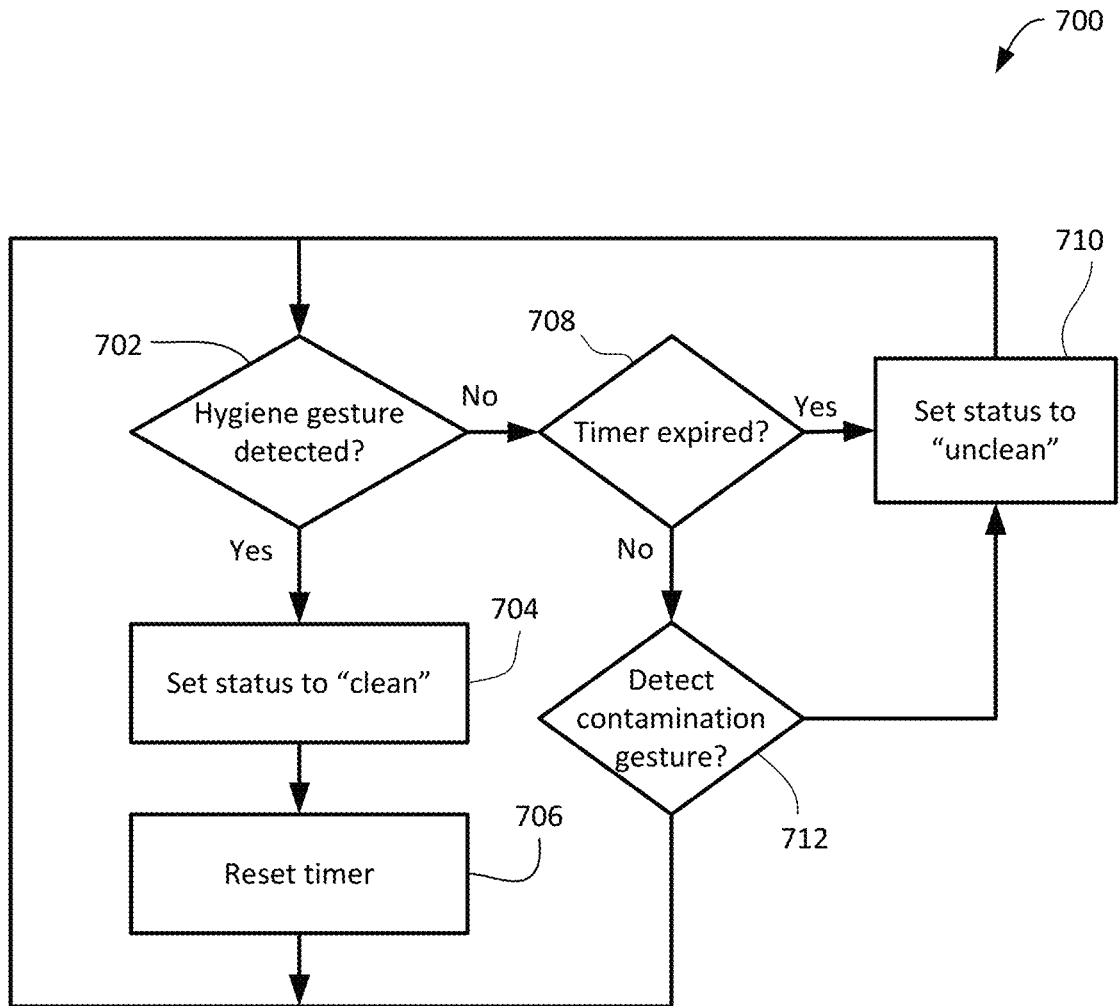 700
710
702
708
Hygiene gesture
detected?
No
Timer expired?
Yes
Set status to
“unclean”
Yes
No
704
Set status to “clean”
Detect
contamination
gesture?
706
712
Reset timer